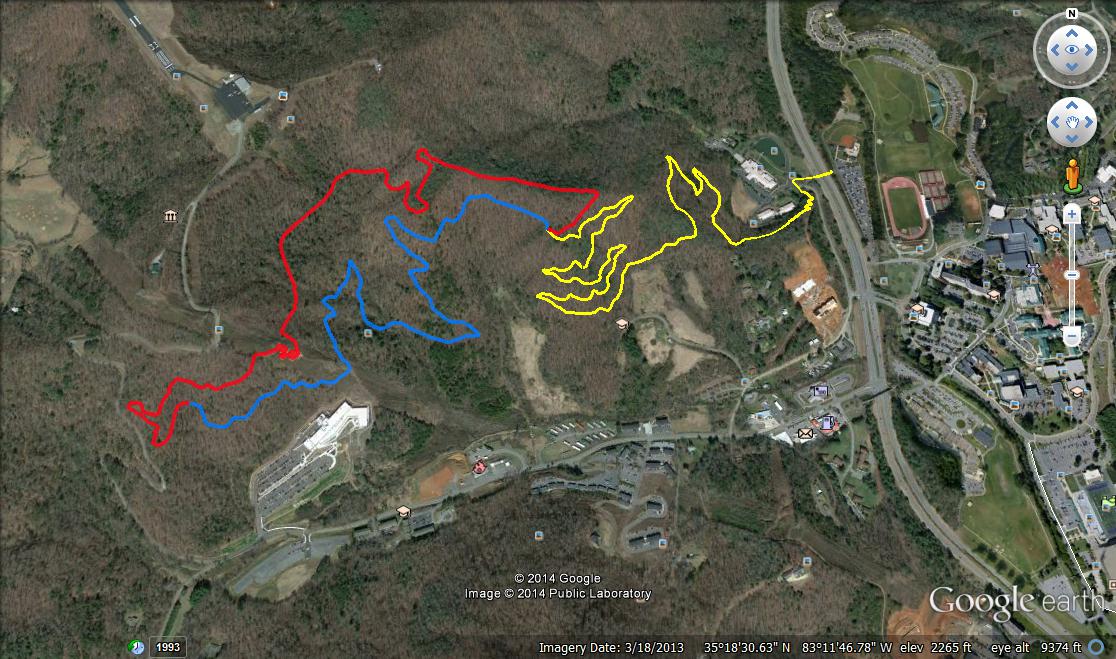 N
© 2014 Google
Image © 2014 Public Laboratory
Google earth
1993
Imagery Date: 3/18/2013 35°18'30.63" N 83°11'46.78" W elev 2265 ft eye alt 9374 ft